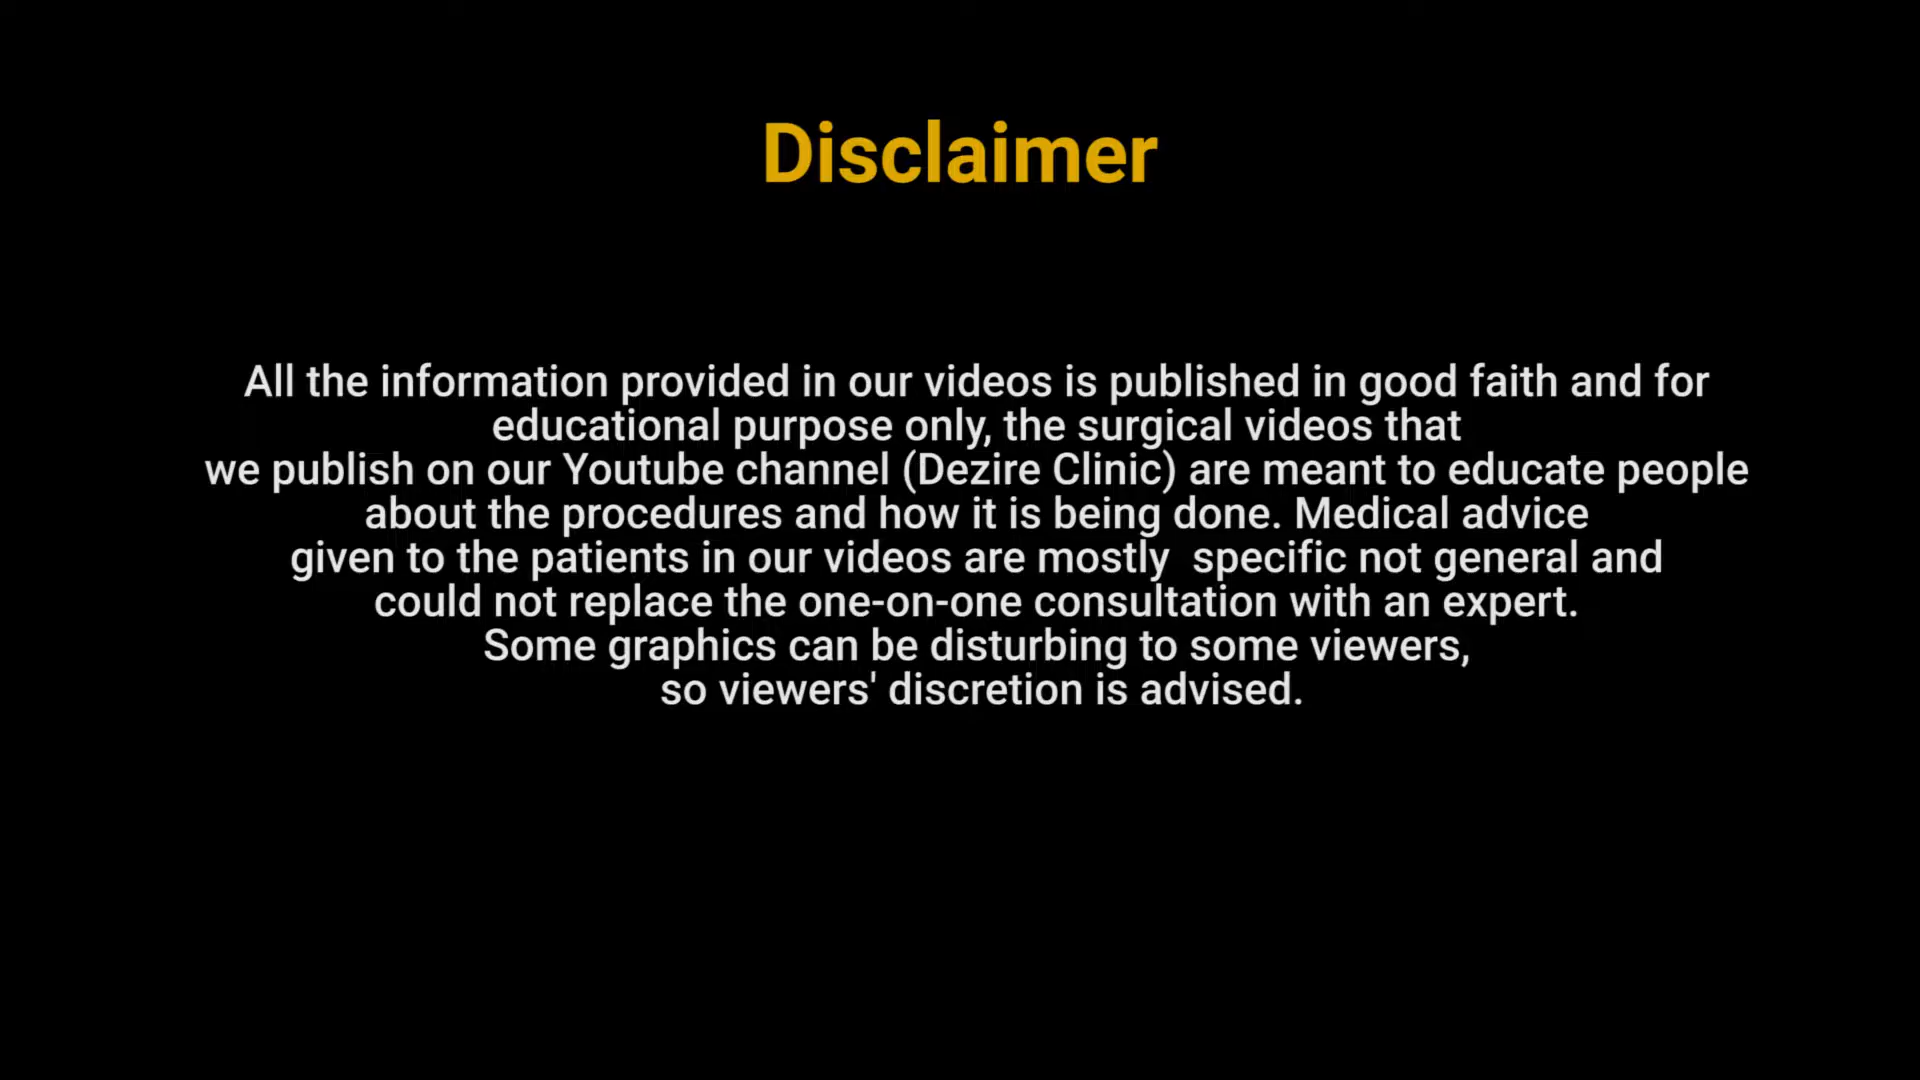 Disclaimer
All the information provided in our videos is published in good faith and for
educational purpose only, the surgical videos that
we publish on our Youtube channel (Dezire Clinic) are meant to educate people
about the procedures and how it is being done. Medical advice
given to the patients in our videos are mostly  specific not general and
could not replace the one-on-one consultation with an expert.
Some graphics can be disturbing to some viewers,
so viewers' discretion is advised.